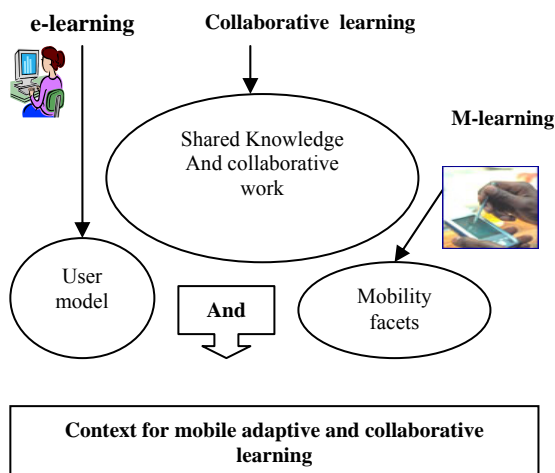 e-learning
Collaborative learning
M-learning
Shared Knowledge
And collaborative
work
User
model
And
Mobility
facets
Context for mobile adaptive and collaborative
learning